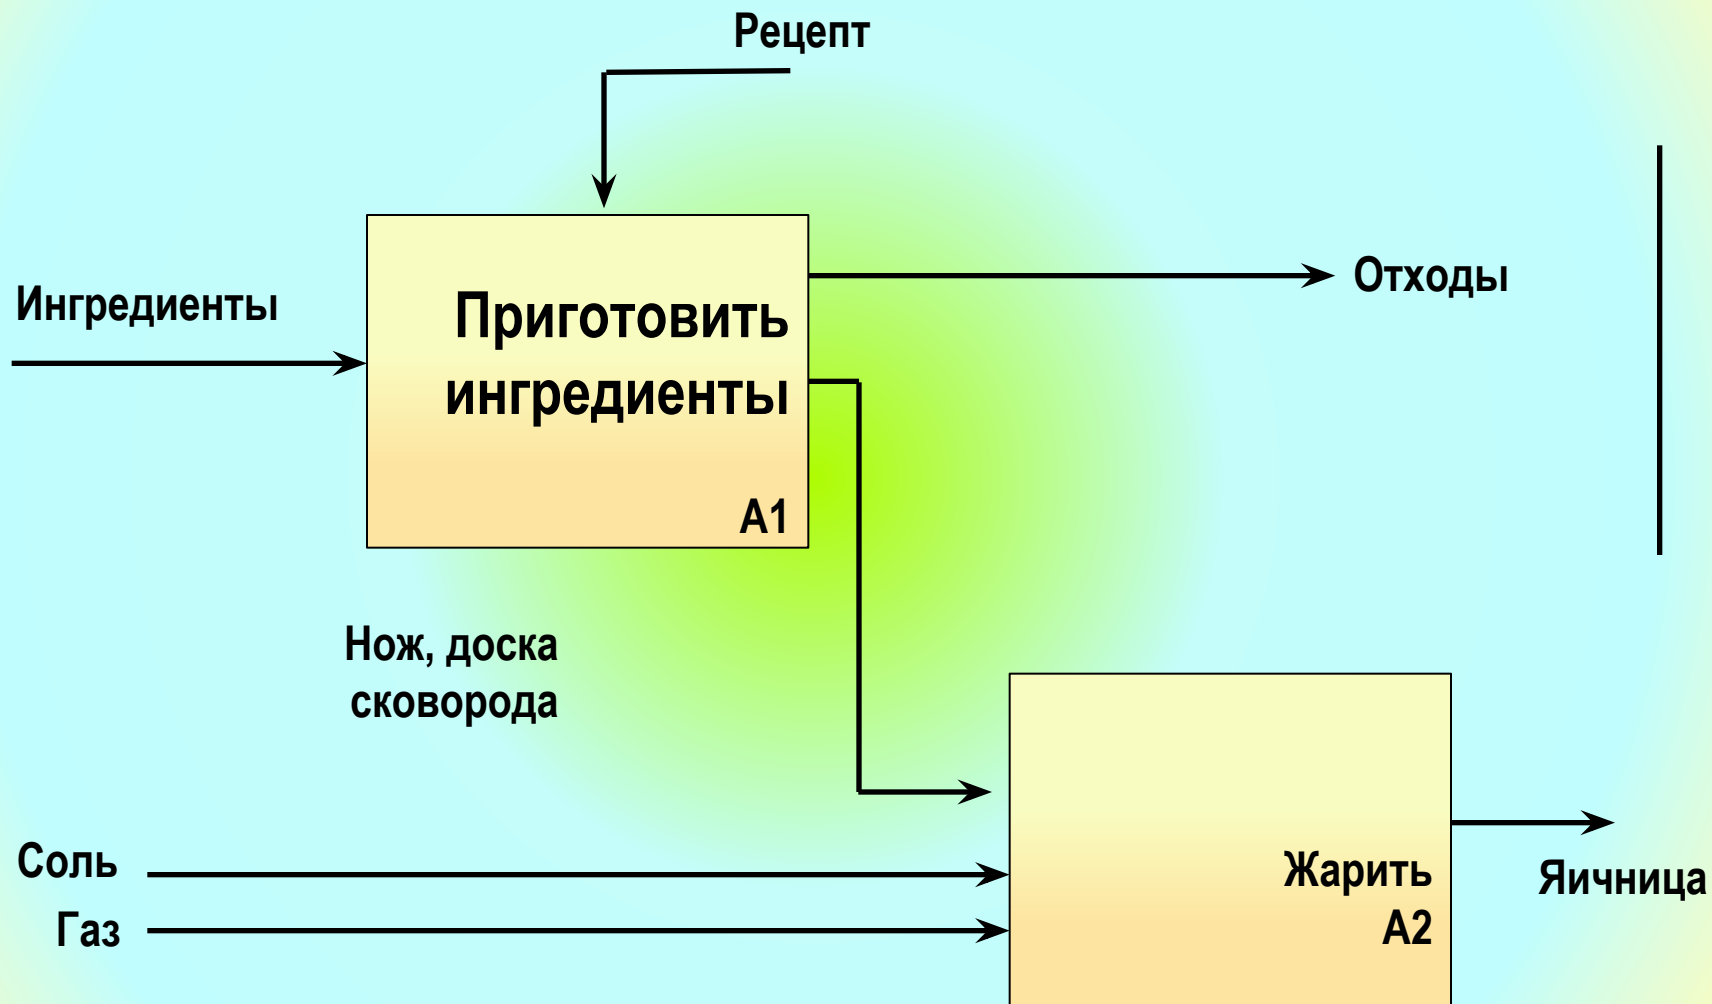 Рецепт
Ингредиенты
Приготовить
ингредиенты
А1
Отходы
Нож, доска
сковорода
Соль
Газ
Жарить
А2
Яичница